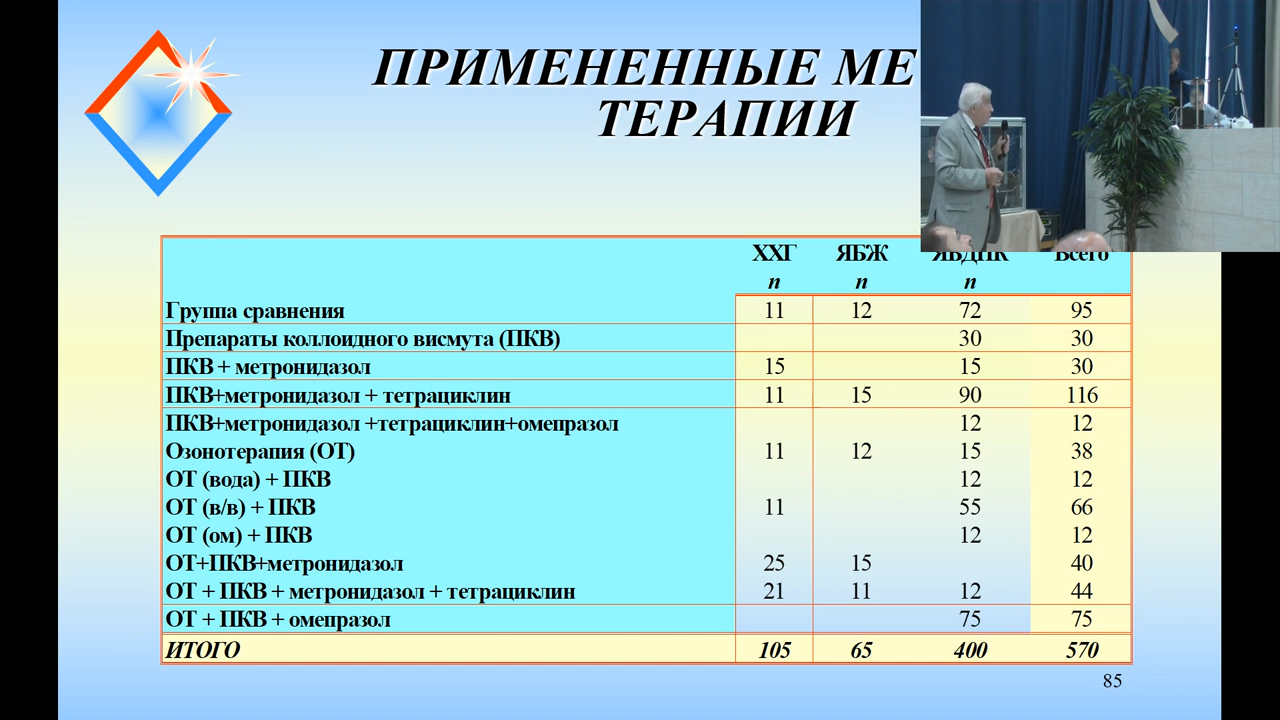 ПРИМЕНЕННЫЕ МЕ
ТЕРАПИИ
ХХГ ЯБЖ ЯБДПК Всего
n n n
Группа сравнения 11 12 72 95
Препараты коллоидного висмута (ПКВ) 30 30
ПКВ + метронидазол 15 15 30
ПКВ+метронидазол + тетрациклин 11 15 90 116
ПКВ+метронидазол +тетрациклин+омепразол 12 12
Озонотерапия (ОТ) 11 12 15 38
ОТ (вода) + ПКВ 12 12
ОТ (в/в) + ПКВ 11 55 66
ОТ (ом) + ПКВ 12 12
ОТ+ПКВ+метронидазол 25 15 40
ОТ + ПКВ + метронидазол + тетрациклин 21 11 12 44
ОТ + ПКВ + омепразол 75 75
ИТОГО 105 65 400 570
85